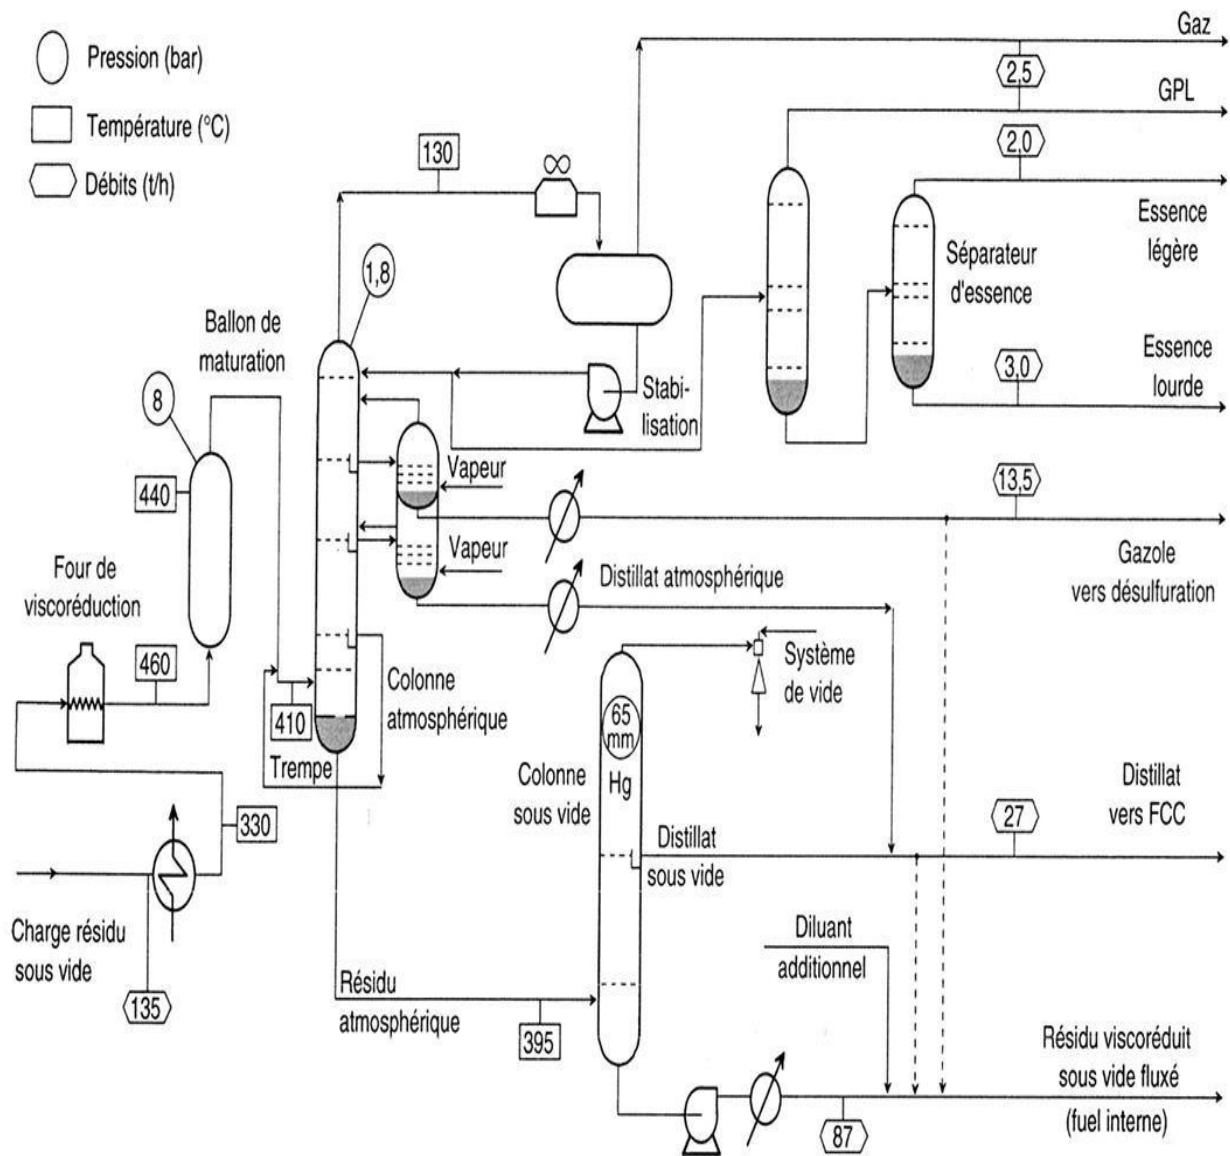 Pression (bar)
Température (°C)
Débits (t/h)
Gaz
2,5
GPL
2,0
130
Essence
légère
Séparateur
d'essence
1,8
Ballon de
maturation
8
Stabi-
lisation
3,0
Essence
lourde
440
Vapeur
13,5
Gazole
vers désulfuration
Four de
viscoréduction
Vapeur
Distillat atmosphérique
460
410
Colonne
atmosphérique
Trempe
Système
de vide
65
mm
Hg
Colonne
sous vide
330
Distillat
sous vide
27
Distillat
vers FCC
Charge résidu
sous vide
135
Diluant
additionnel
Résidu
atmosphérique
395
87
Résidu viscoréduit
sous vide fluxé
(fuel interne)